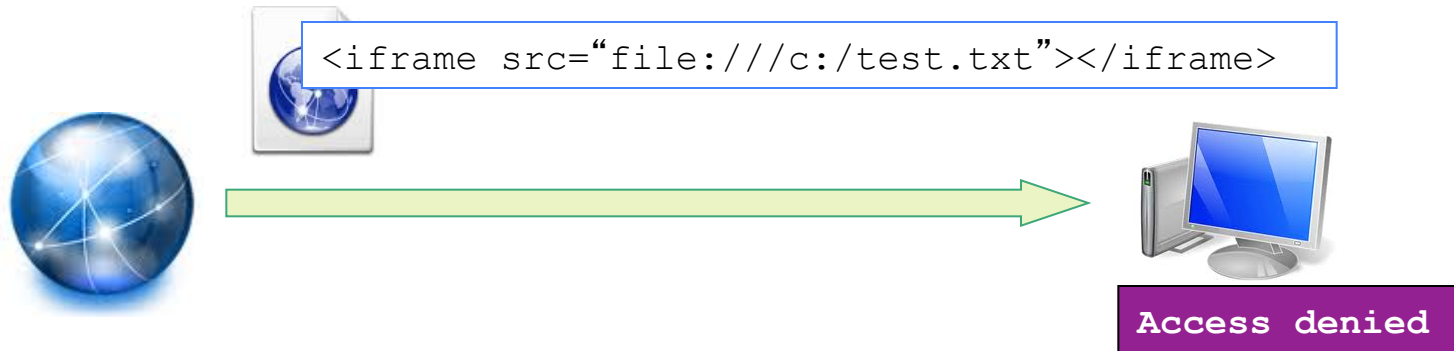 <iframe src=“file:///c:/test.txt”></iframe>
Access denied